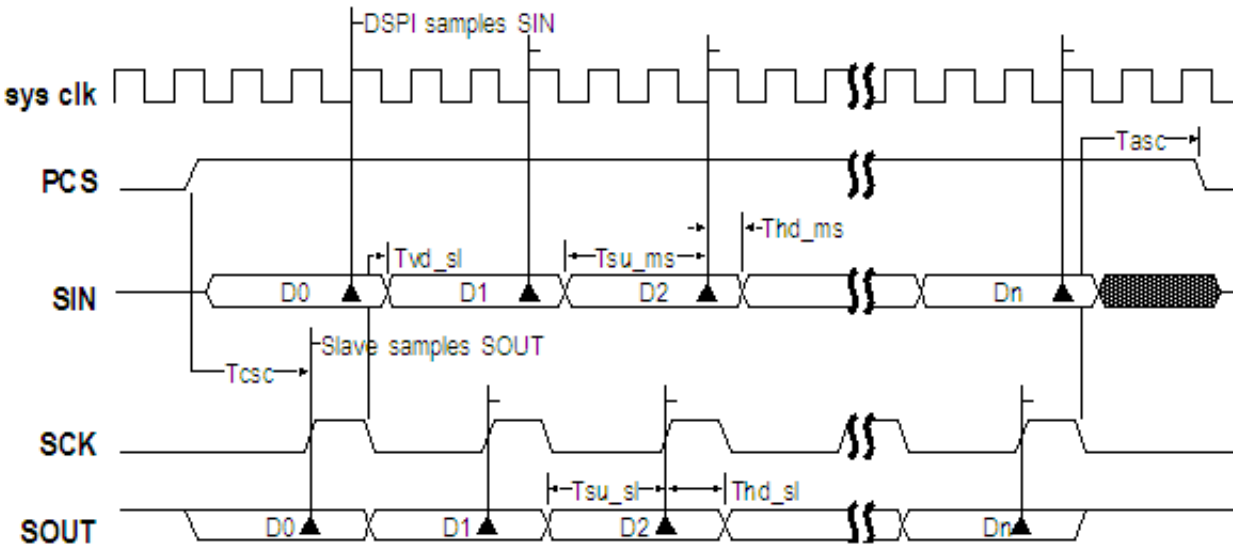 DSPI samples SIN
sys clk
Tasc
PCS
Thd_ms
Tvd_sl
Tsu_ms
SIN
D0
D1
D2
Dn
Slave samples SOUT
Tcsc
SCK
Tsu_sl
Thd_sl
SOUT
D0
D1
D2
Dn